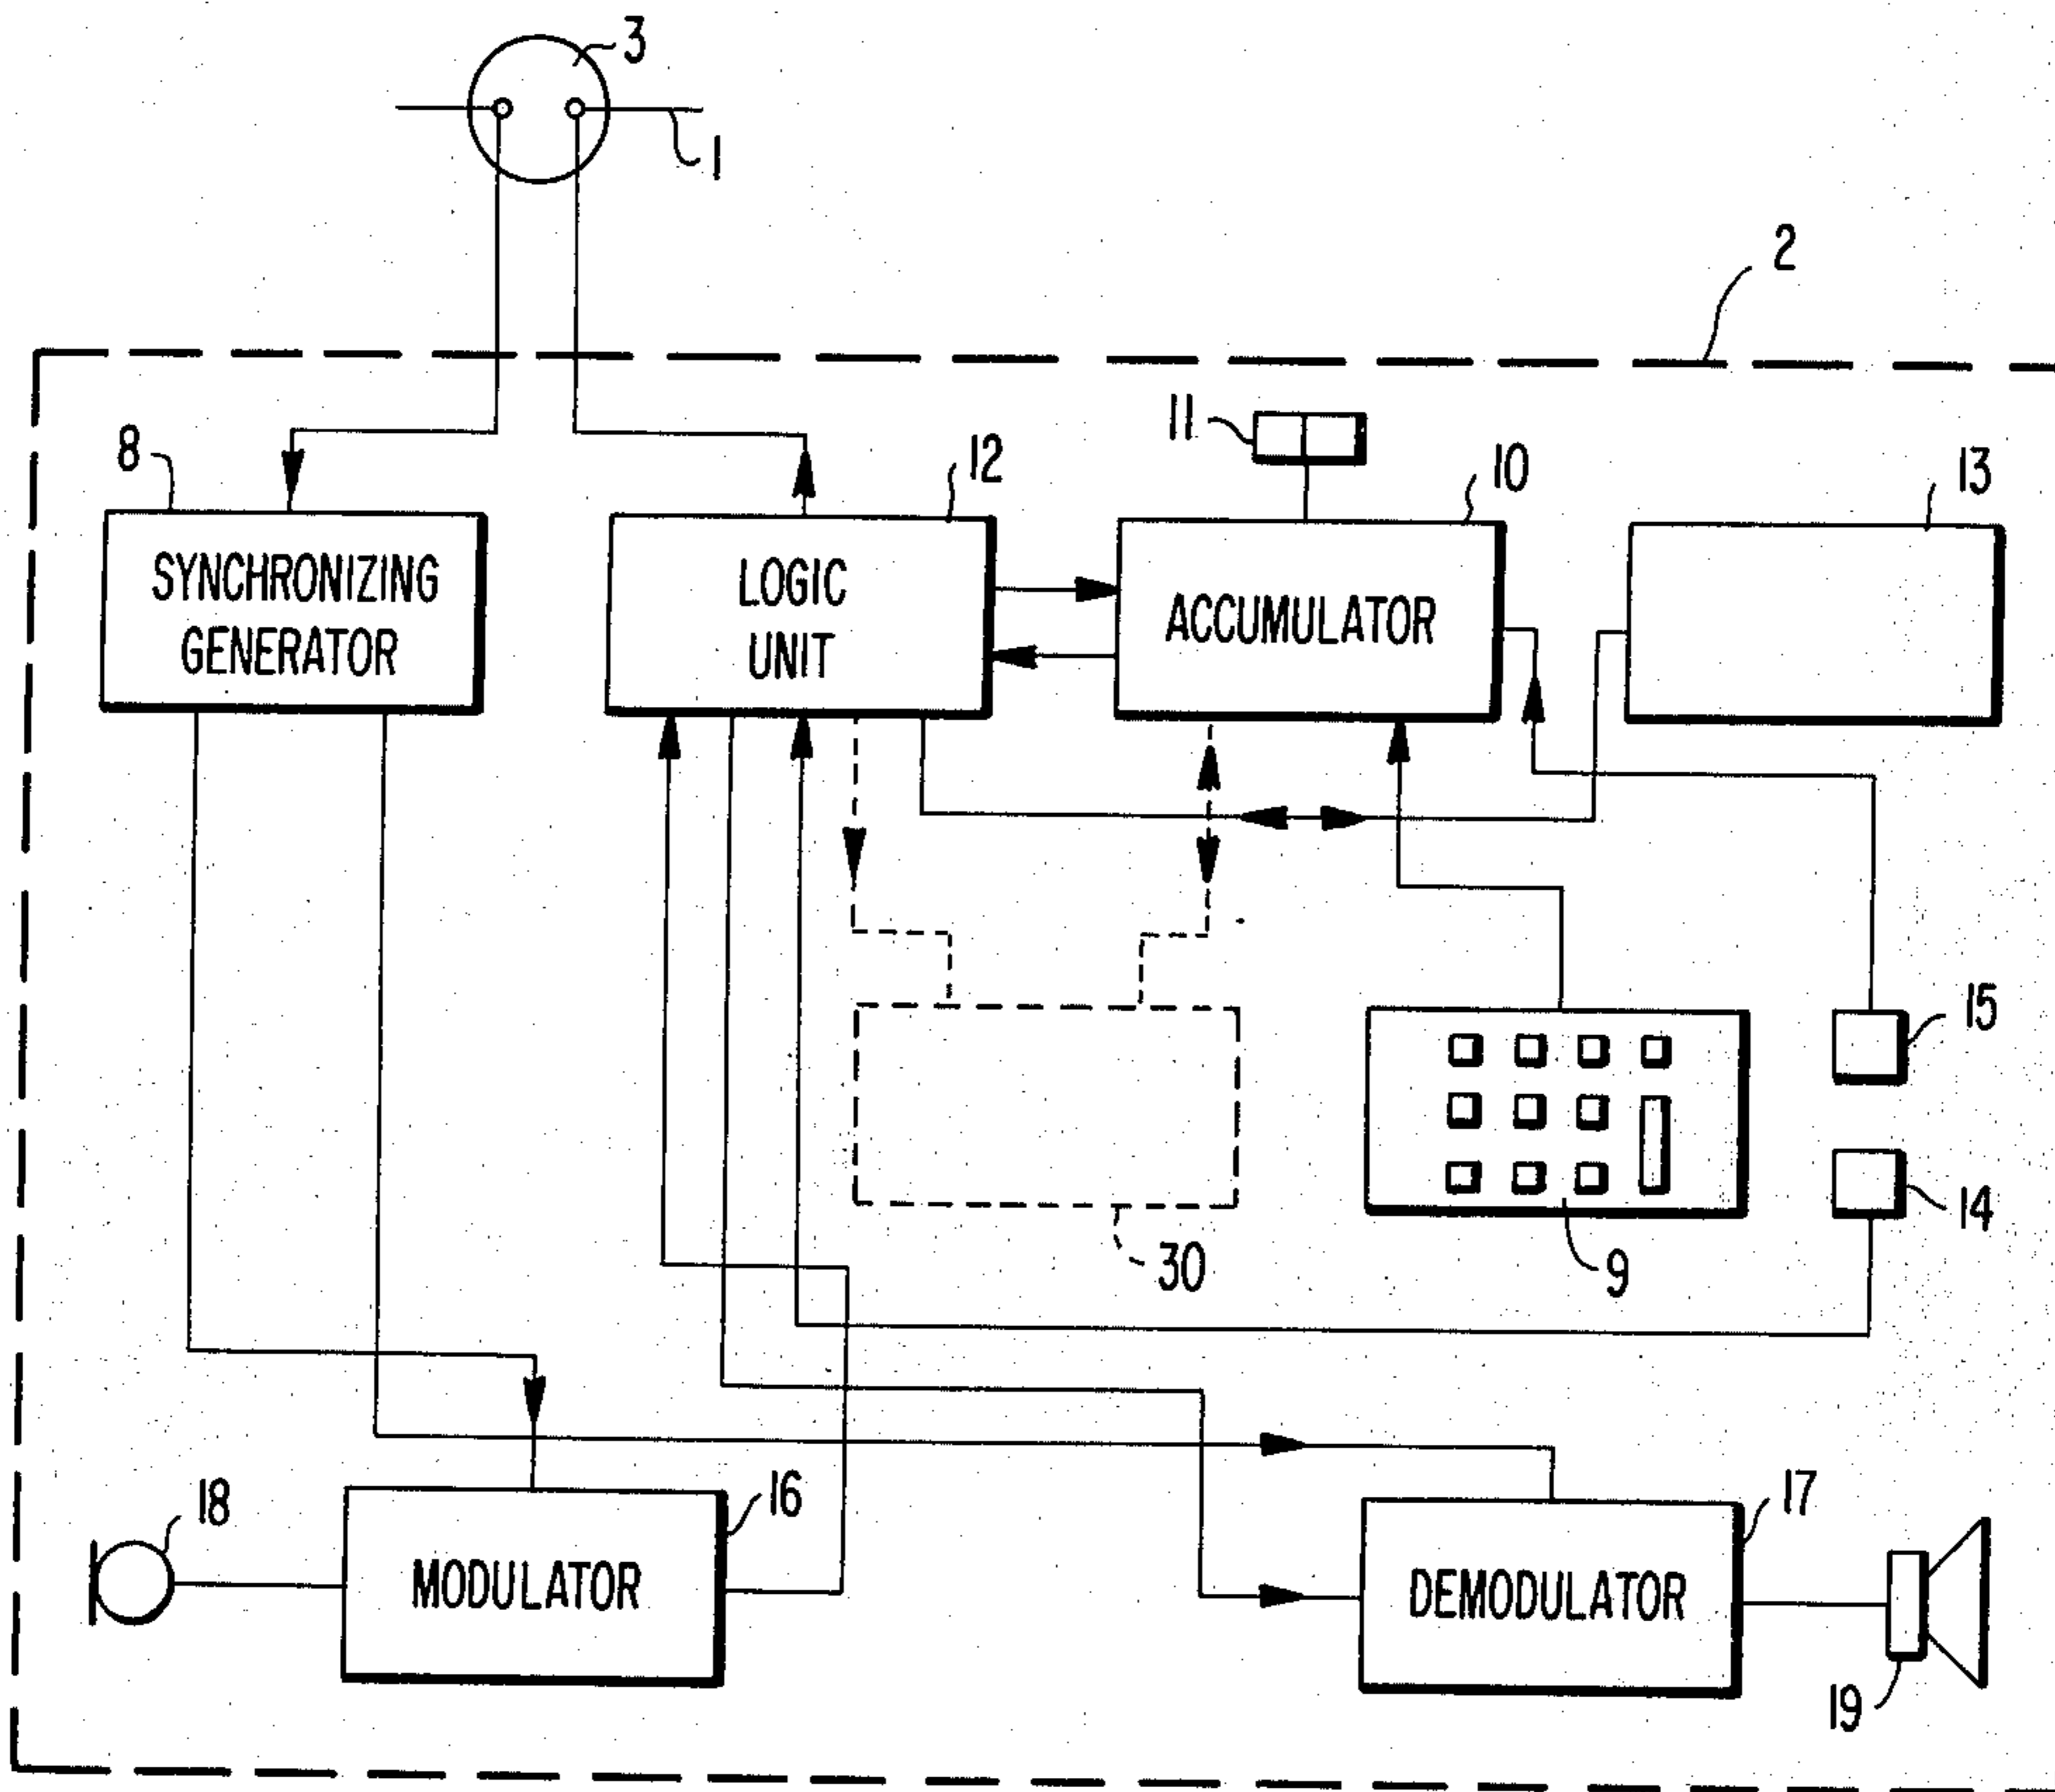 3
1
2
11
8
12
10
13
SYNCHRONIZING
GENERATOR
LOGIC
UNIT
ACCUMULATOR
15
14
30
9
18
16
17
MODULATOR
DEMODULATOR
19